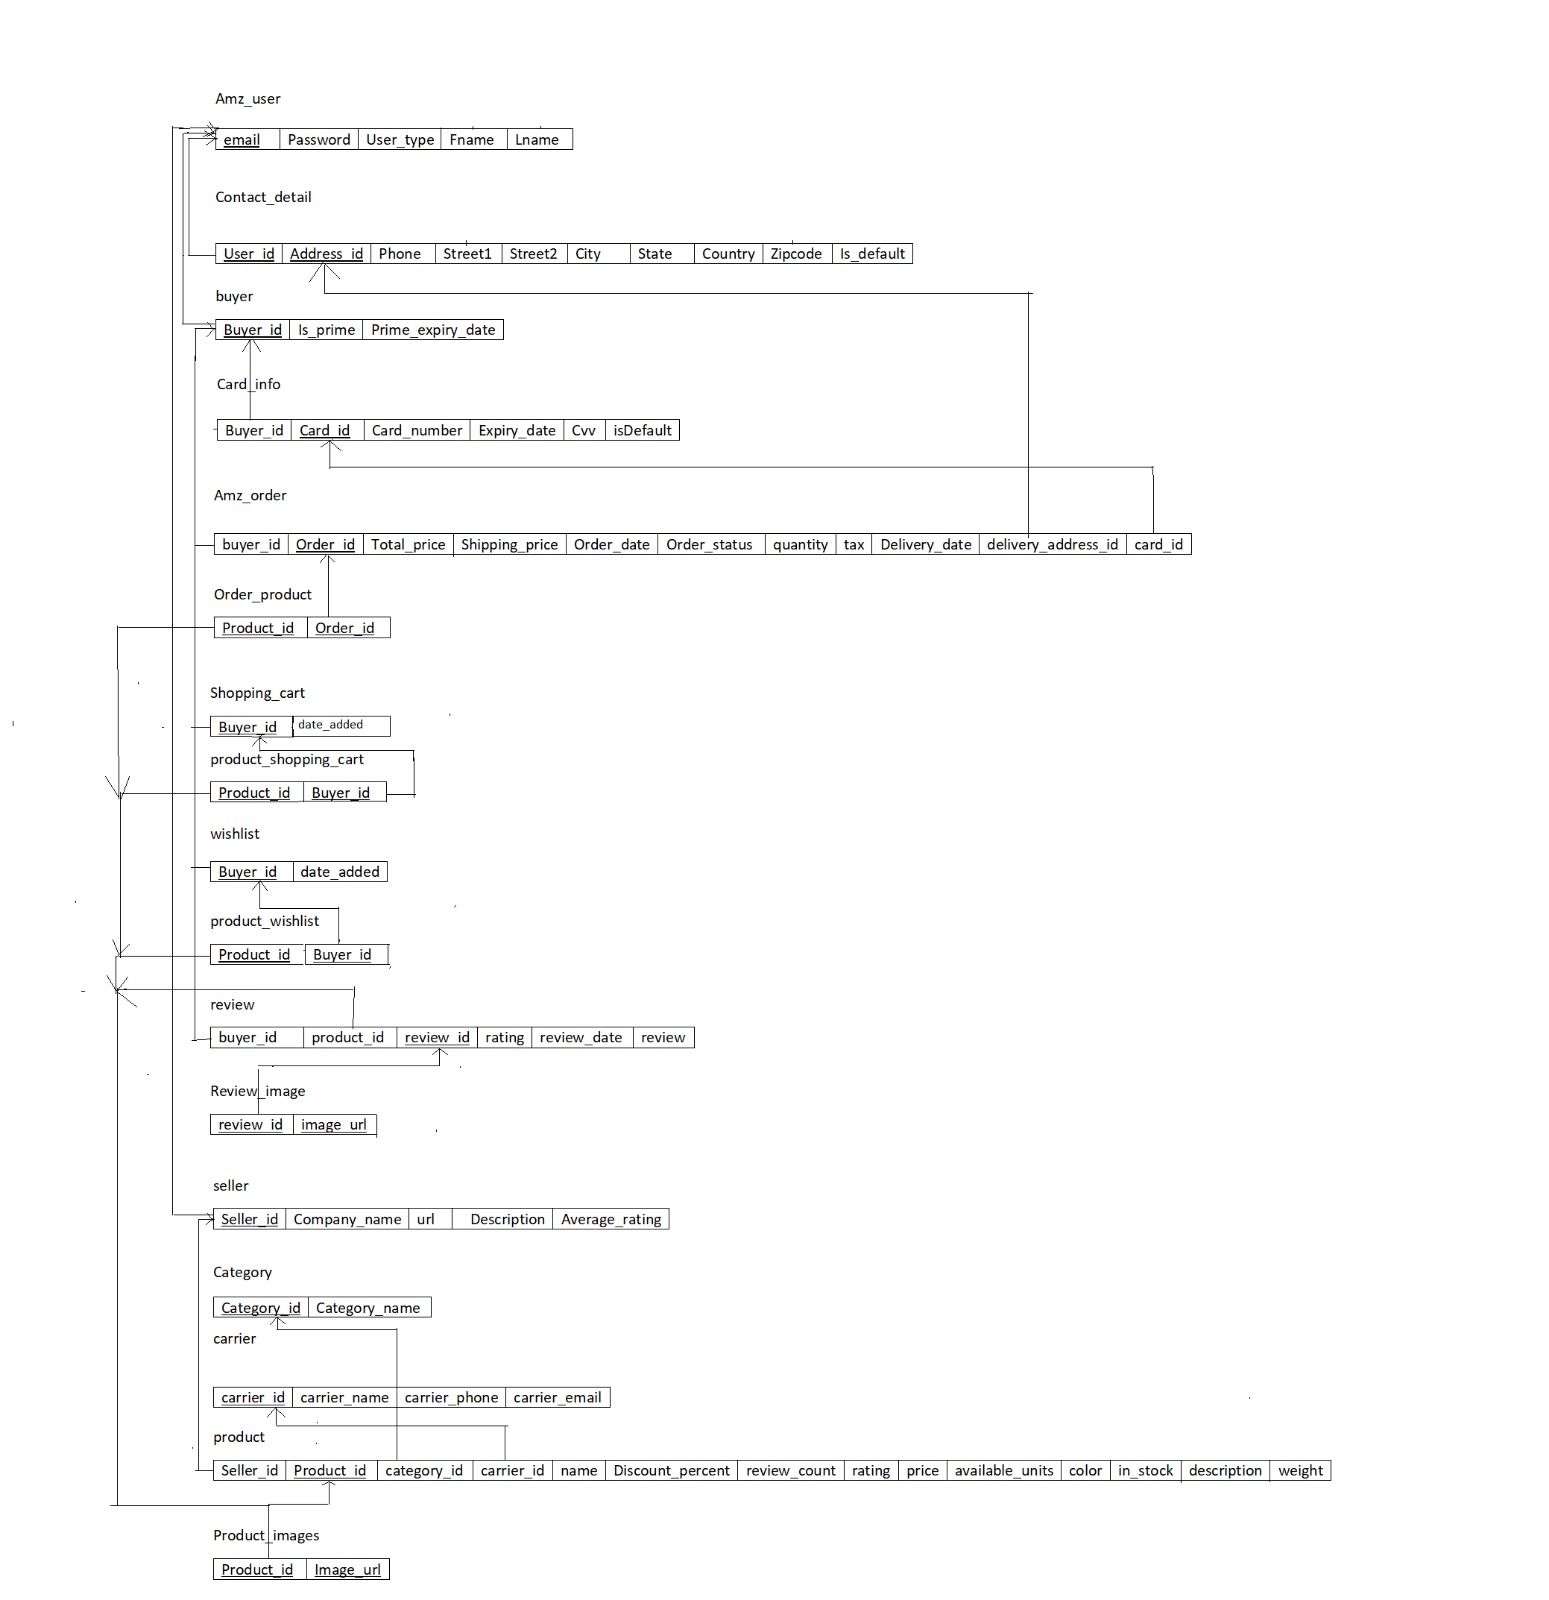 Amz_user
email Password User_type Fname Lname
Contact_detail
User_id Address_id Phone Street1 Street2 City State Country Zipcode Is_default
buyer
Buyer_id Is_prime Prime_expiry_date
Card_info
Buyer_id Card_id Card_number Expiry_date Cvv isDefault
Amz_order
buyer_id Order_id Total_price Shipping_price Order_date Order_status quantity tax Delivery_date delivery_address_id card_id
Order_product
Product_id Order_id
Shopping_cart
Buyer_id date_added
product_shopping_cart
Product_id Buyer_id
wishlist
Buyer_id date_added
product_wishlist
Product_id Buyer_id
review
buyer_id product_id review_id rating review_date review
Review_image
review_id image_url
seller
Seller_id Company_name url Description Average_rating
Category
Category_id Category_name
carrier
carrier_id carrier_name carrier_phone carrier_email
product
Seller_id Product_id category_id carrier_id name Discount_percent review_count rating price available_units color in_stock description weight
Product_images
Product_id Image_url